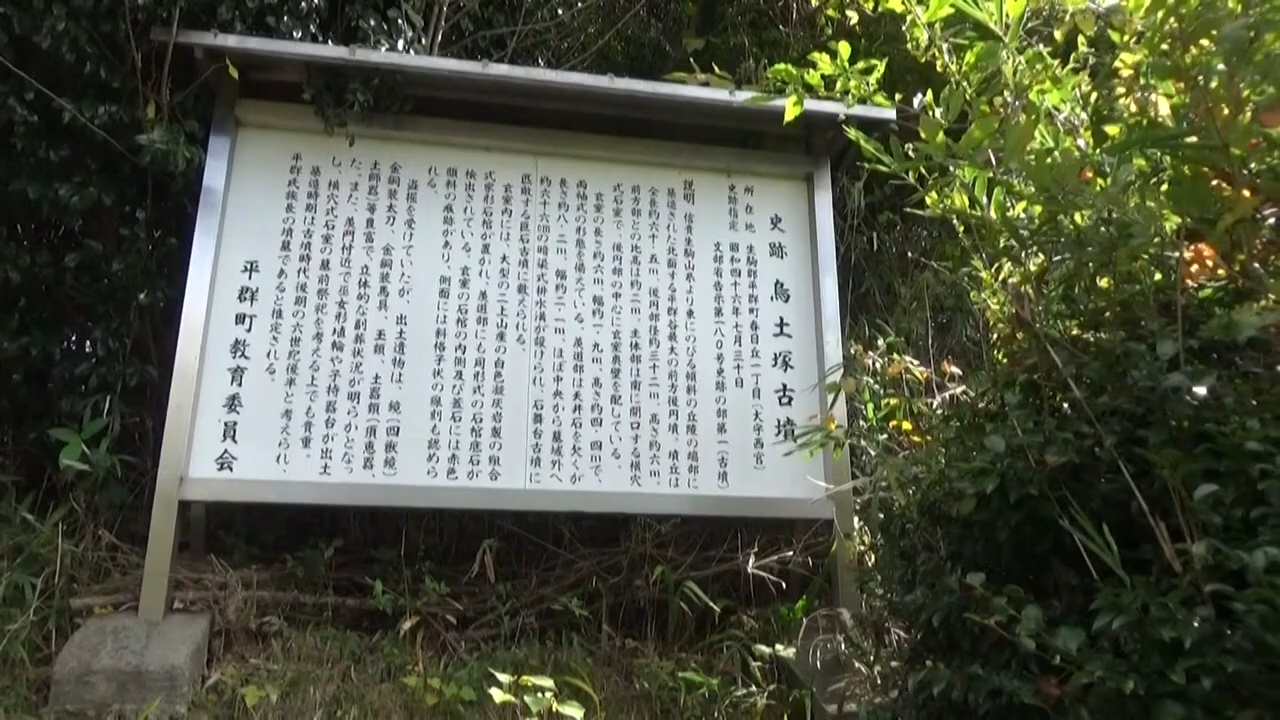 史跡 烏土塚古墳
所在地 生駒郡平群町春日丘一丁目(大字西宮)
史跡指定 昭和四十六年七月三十日
文部省告示第一八〇号史跡の部第一(古墳)
説明 信貴生駒山系より東にのびる傾斜の丘陵の端部に
築造された北面する平群谷最大の前方後円墳、墳丘は
全長約六十・五m、後円部径約三十二m、高さ約六m、
前方部との比高は約二m、主体部は南に開口する横穴
式石室で、後円部の中心に玄室奥壁を配している。
玄室の長さ約六m、幅約二・九m、高さ約四・四mで、
両袖式の形態を備えている。羨道部は天井石を欠くが
長さ約八・二m、幅約二・一m、ほぼ中央から墓域外へ
約六十六㎝の暗渠式排水溝が設けられ、石舞台古墳に
匹敵する巨石古墳に数えられる。
玄室内には、大型の二上山産の白色凝灰岩製の組合
式家形石棺が置かれ、羨道部にも同形式の石棺底石が
検出されている。玄室の石棺の内側及び蓋石には赤色
顔料の痕跡があり、側面には斜格子状の線刻も認めら
れる。
盗掘を受けていたが、出土遺物は、鏡(四獣鏡)
金銅装太刀、金銅装馬具、玉類、土器類(須恵器、
土師器)等豊富で、立体的な副葬状況が明らかとなっ
た。また、羨門付近で巫女形埴輪や子持器台が出土
し、横穴式石室の墓前祭祀を考える上でも貴重。
築造時期は古墳時代後期の六世紀後半と考えられ、
平群氏族長の墳墓であると推定される。
平群町教育委員会